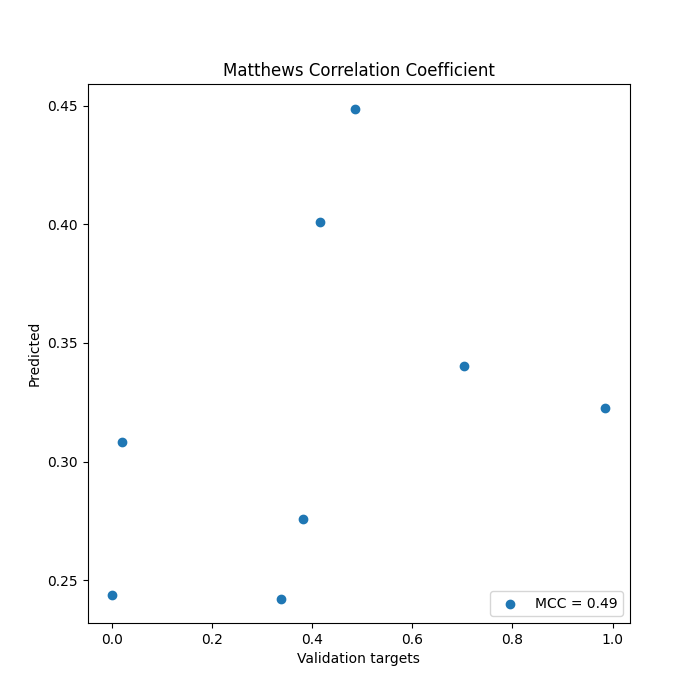 Matthews Correlation Coefficient
0.45
0.40
0.35
0.30
0.25
Predicted
MCC = 0.49
0.0 0.2 0.4 0.6 0.8 1.0
Validation targets